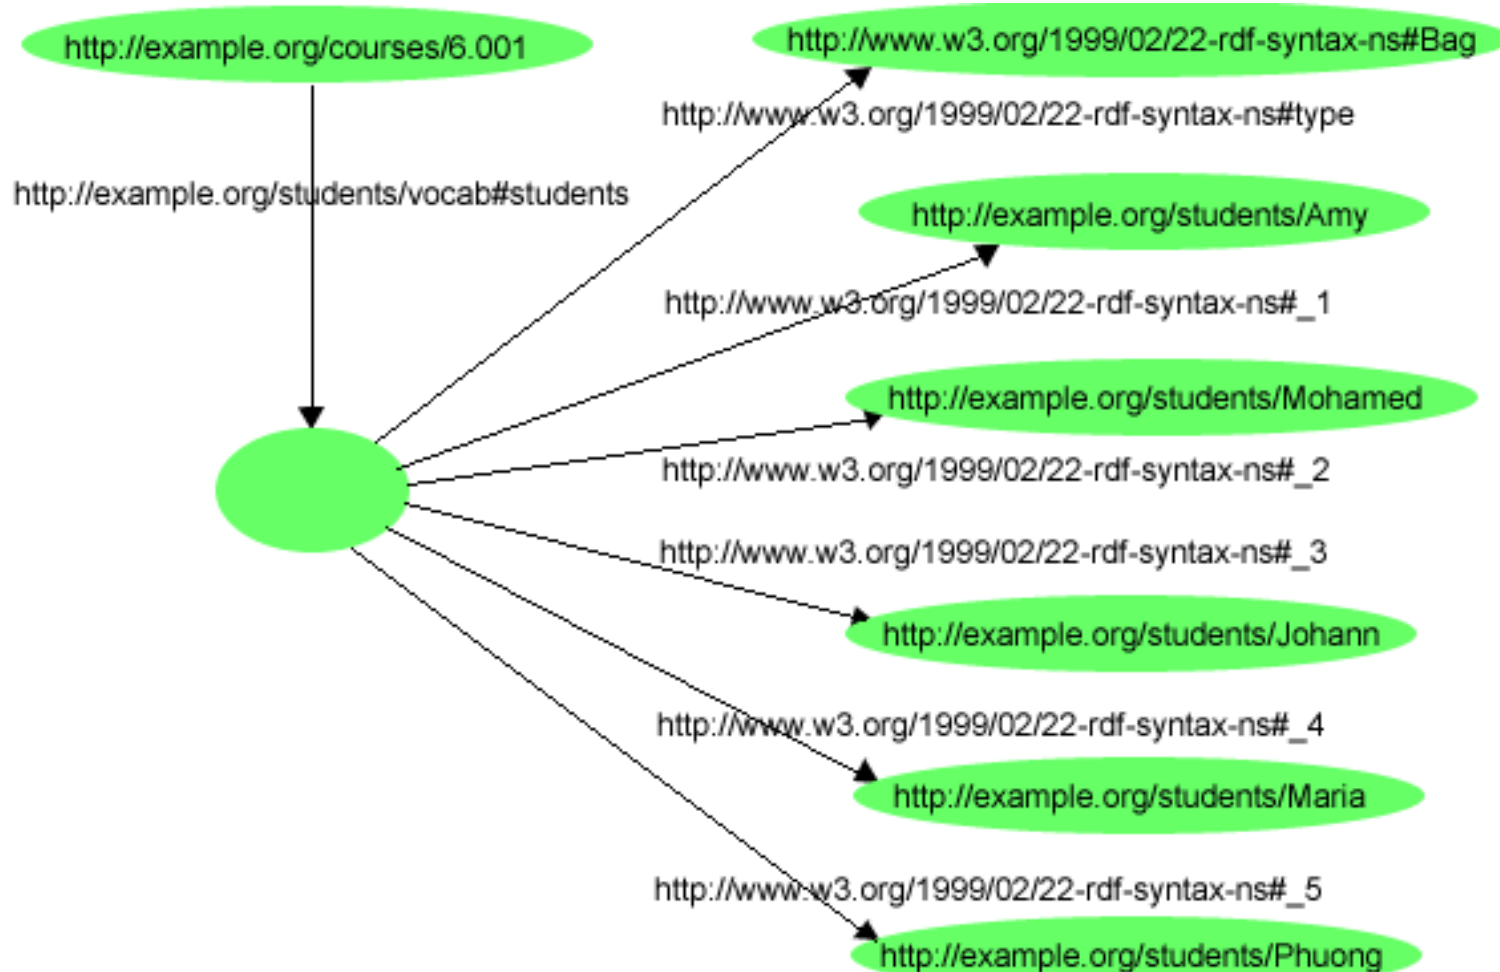 http://example.org/courses/6.001
http://www.w3.org/1999/02/22-rdf-syntax-ns#Bag
http://www.w3.org/1999/02/22-rdf-syntax-ns#type
http://example.org/students/vocab#students
http://example.org/students/Amy
http://www.w3.org/1999/02/22-rdf-syntax-ns#_1
http://example.org/students/Mohamed
http://www.w3.org/1999/02/22-rdf-syntax-ns#_2
http://www.w3.org/1999/02/22-rdf-syntax-ns#_3
http://example.org/students/Johann
http://www.w3.org/1999/02/22-rdf-syntax-ns#_4
http://example.org/students/Maria
http://www.w3.org/1999/02/22-rdf-syntax-ns#_5
http://example.org/students/Phuong